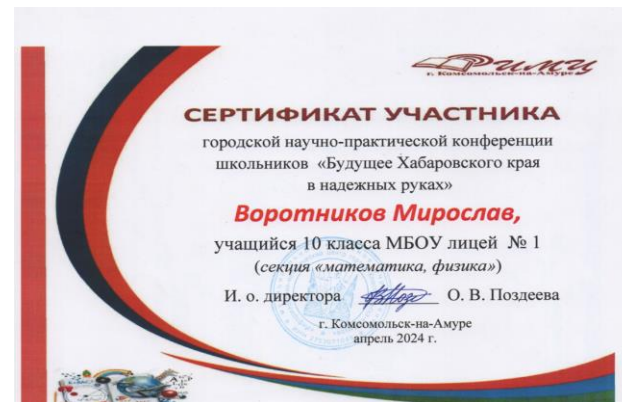 Римц
г. Комсомольск-на-Амуре
СЕРТИФИКАТ УЧАСТНИКА
городской научно-практической конференции
школьников «Будущее Хабаровского края
в надежных руках»
Воротников Мирослав,
учащийся 10 класса МБОУ лицей № 1
(секция «математика, физика»)
И. о. директора О. В. Поздеева
г. Комсомольск-на-Амуре
апрель 2024 г.